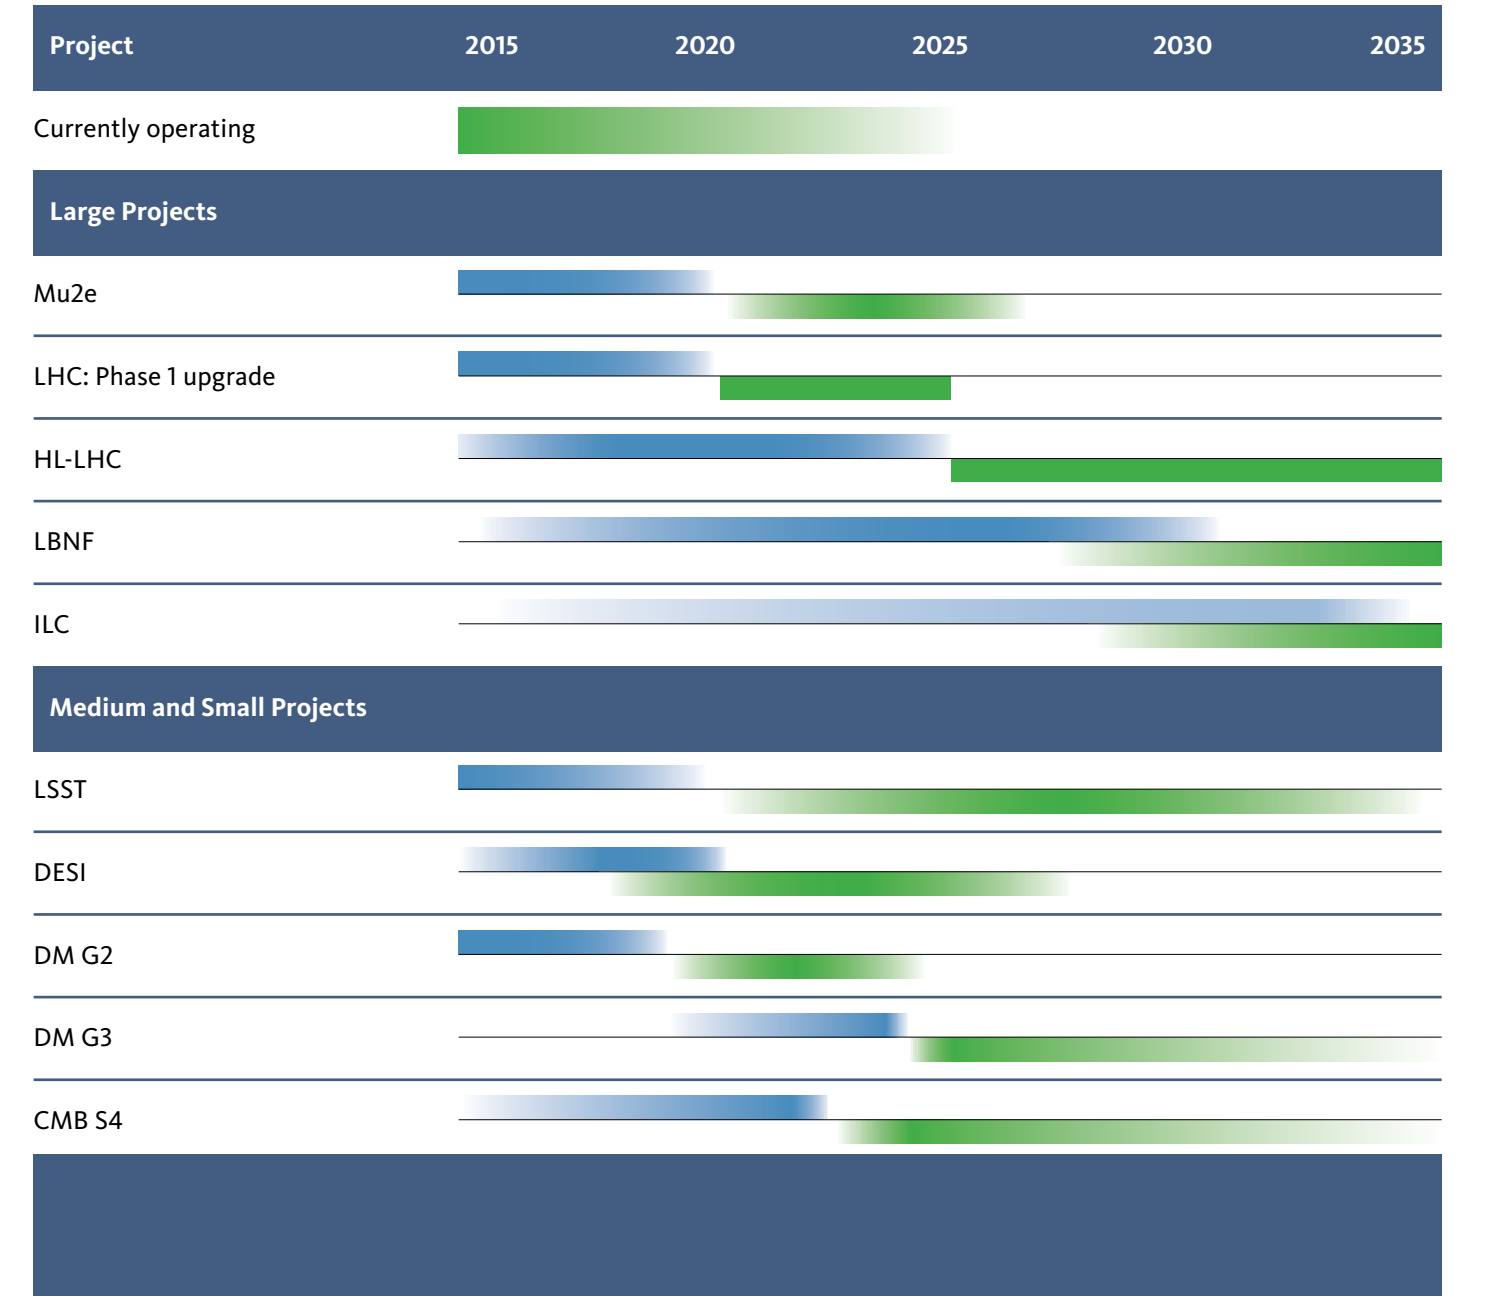 Project 2015 2020 2025 2030 2035
Currently operating
Large Projects
Mu2e
LHC: Phase 1 upgrade
HL-LHC
LBNF
ILC
Medium and Small Projects
LSST
DESI
DM G2
DM G3
CMB S4